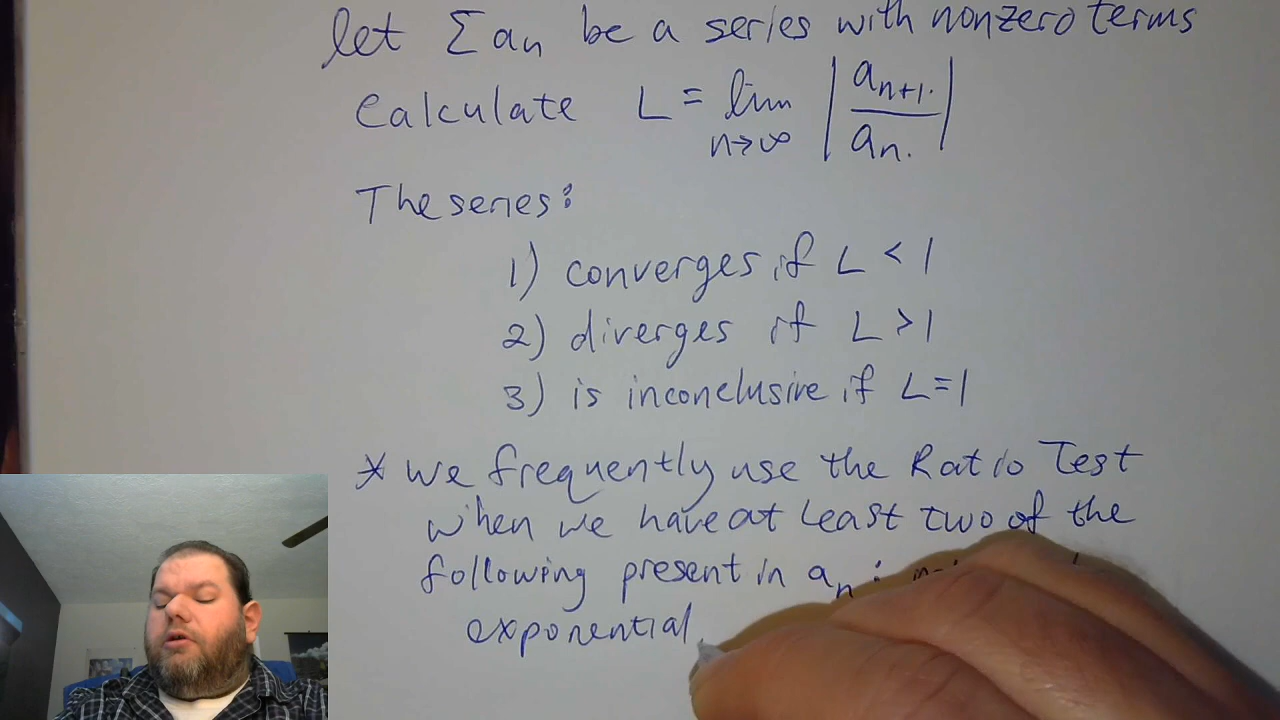 let Σ an be a series with nonzero terms
Calculate L = lim n→∞ | an+1 / an |
The series:
1) converges if L < 1
2) diverges if L > 1
3) is inconclusive if L = 1
* we frequently use the Ratio Test
when we have at least two of the
following present in an :
exponential